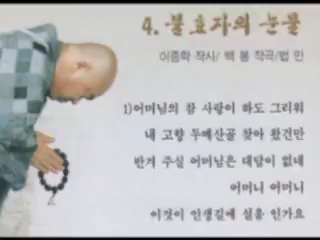 4. 불효자의 눈물
이종학 작사/ 백 봉 작곡/법 만
1)어머님의 참 사랑이 하도 그리워
내 고향 두메산골 찾아 왔건만
반겨 주실 어머님은 대답이 없네
어머니 어머니
이것이 인생길에 설움 인가요